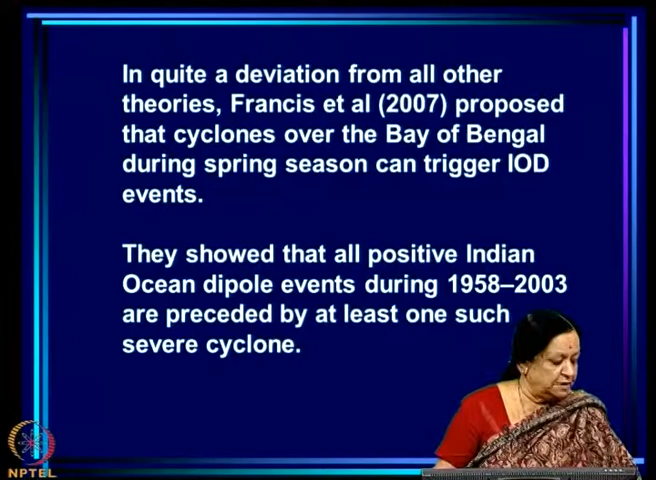 In quite a deviation from all other
theories, Francis et al (2007) proposed
that cyclones over the Bay of Bengal
during spring season can trigger IOD
events.
They showed that all positive Indian
Ocean dipole events during 1958–2003
are preceded by at least one such
severe cyclone.
NPTEL